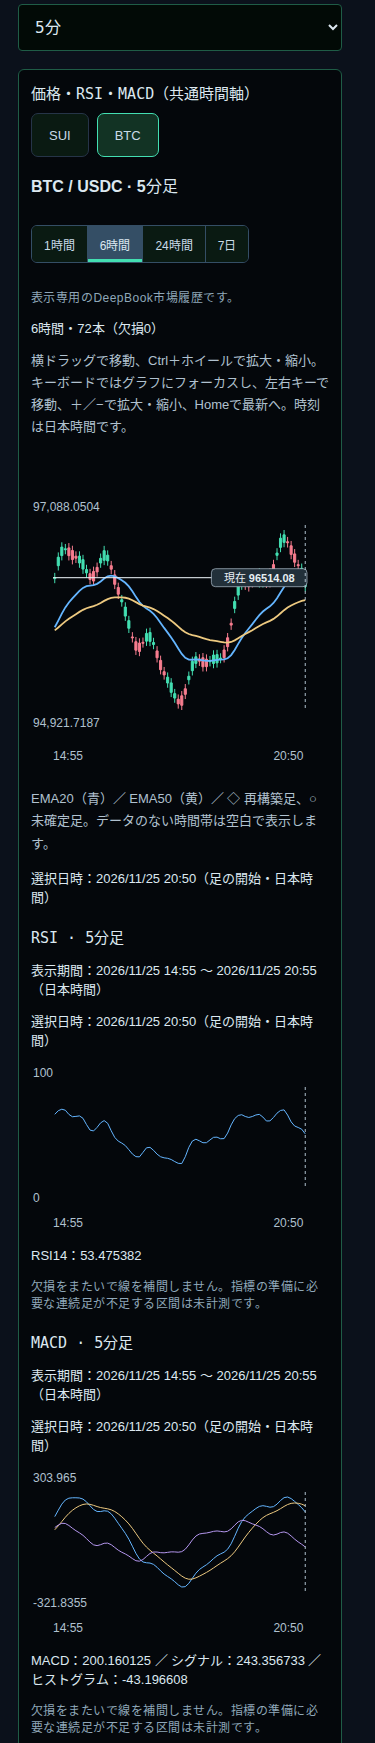 5分
価格・RSI・MACD（共通時間軸）
SUI
BTC
BTC / USDC · 5分足
1時間
6時間
24時間
7日
表示専用のDeepBook市場履歴です。
6時間・72本（欠損0）
横ドラッグで移動、Ctrl＋ホイールで拡大・縮小。
キーボードではグラフにフォーカスし、左右キーで
移動、＋／−で拡大・縮小、Homeで最新へ。時刻
は日本時間です。
97,088.0504
現在 96514.08
94,921.7187
14:55
20:50
EMA20（青）／ EMA50（黄）／ ◇ 再構築足、○
未確定足。データのない時間帯は空白で表示しま
す。
選択日時：2026/11/25 20:50（足の開始・日本時
間）
RSI · 5分足
表示期間：2026/11/25 14:55 〜 2026/11/25 20:55
（日本時間）
選択日時：2026/11/25 20:50（足の開始・日本時
間）
100
0
14:55
20:50
RSI14：53.475382
欠損をまたいで線を補間しません。指標の準備に必
要な連続足が不足する区間は未計測です。
MACD · 5分足
表示期間：2026/11/25 14:55 〜 2026/11/25 20:55
（日本時間）
選択日時：2026/11/25 20:50（足の開始・日本時
間）
303.965
-321.8355
14:55
20:50
MACD：200.160125 ／ シグナル：243.356733 ／
ヒストグラム：-43.196608
欠損をまたいで線を補間しません。指標の準備に必
要な連続足が不足する区間は未計測です。